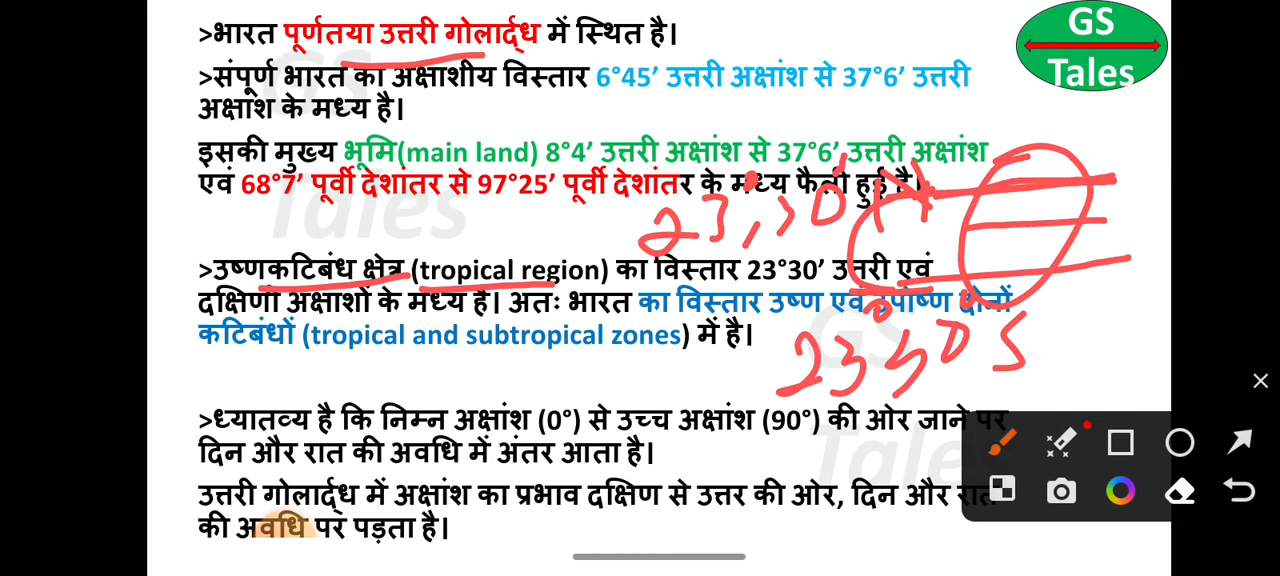 GS
Tales
>भारत पूर्णतया उत्तरी गोलार्द्ध में स्थित है।
>संपूर्ण भारत का अक्षाशीय विस्तार 6°45’ उत्तरी अक्षांश से 37°6’ उत्तरी
अक्षांश के मध्य है।
इसकी मुख्य भूमि(main land) 8°4’ उत्तरी अक्षांश से 37°6’ उत्तरी अक्षांश
एवं 68°7’ पूर्वी देशांतर से 97°25’ पूर्वी देशांतर के मध्य फैली हुई है।
23°30' N
>उष्णकटिबंध क्षेत्र (tropical region) का विस्तार 23°30’ उत्तरी एवं
दक्षिणी अक्षाशों के मध्य है। अतः भारत का विस्तार उष्ण एवं उपोष्ण दोनों
कटिबंधों (tropical and subtropical zones) में है।
23°30 S
>ध्यातव्य है कि निम्न अक्षांश (0°) से उच्च अक्षांश (90°) की ओर जाने पर
दिन और रात की अवधि में अंतर आता है।
उत्तरी गोलार्द्ध में अक्षांश का प्रभाव दक्षिण से उत्तर की ओर, दिन और रात
की अवधि पर पड़ता है।
GS
Tales
GS
Tales